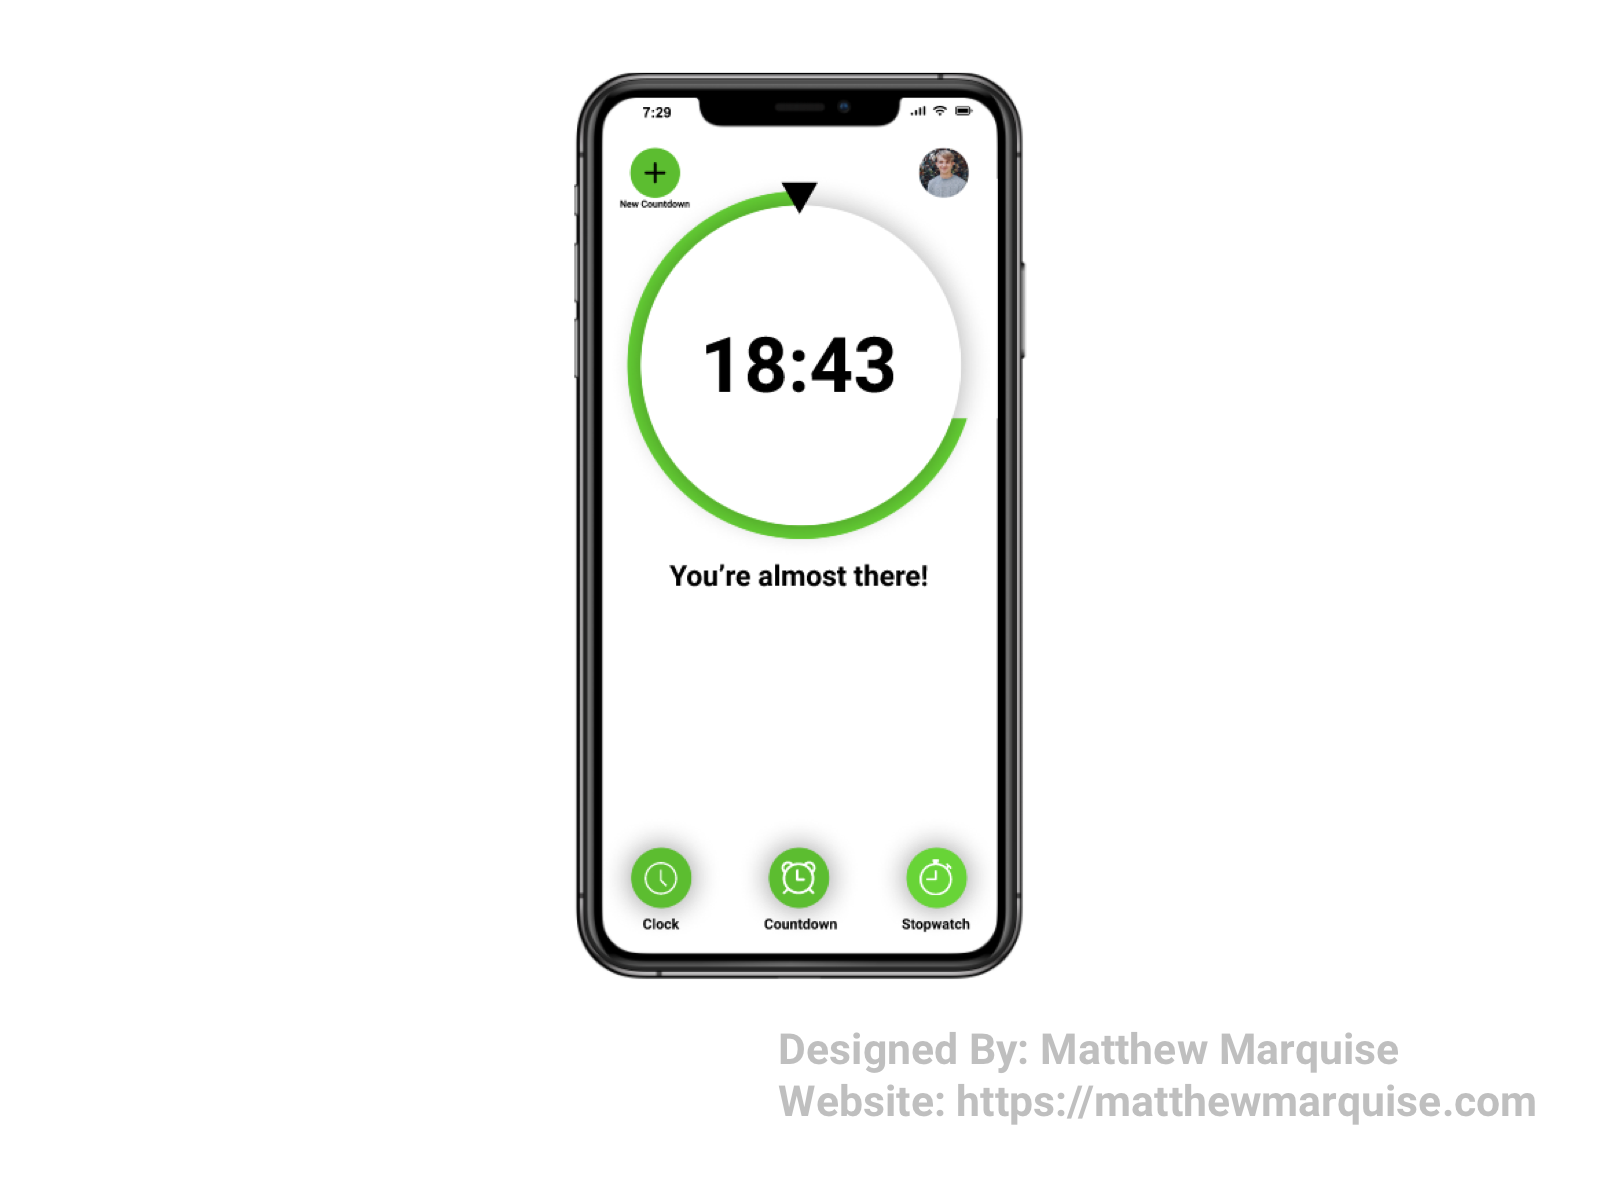 7:29
New Countdown
18:43
You’re almost there!
Clock
Countdown
Stopwatch
Designed By: Matthew Marquise
Website: https://matthewmarquise.com